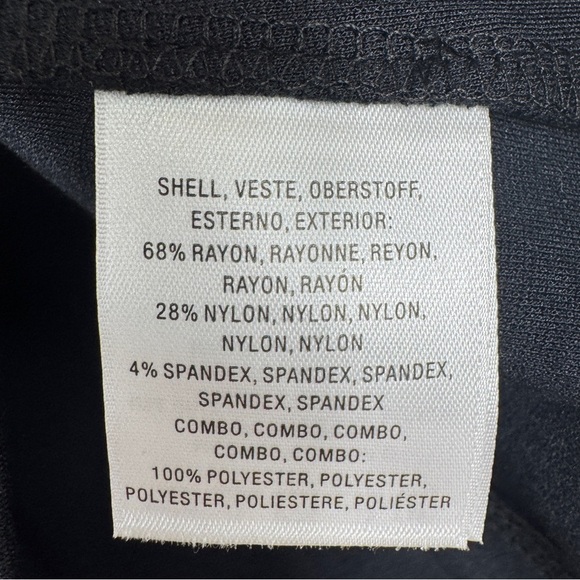 SHELL, VESTE, OBERSTOFF,
ESTERNO, EXTERIOR:
68% RAYON, RAYONNE, REYON,
RAYON, RAYÓN
28% NYLON, NYLON, NYLON,
NYLON, NYLON
4% SPANDEX, SPANDEX, SPANDEX,
SPANDEX, SPANDEX
COMBO, COMBO, COMBO,
COMBO, COMBO:
100% POLYESTER, POLYESTER,
POLYESTER, POLIESTERE, POLIÉSTER